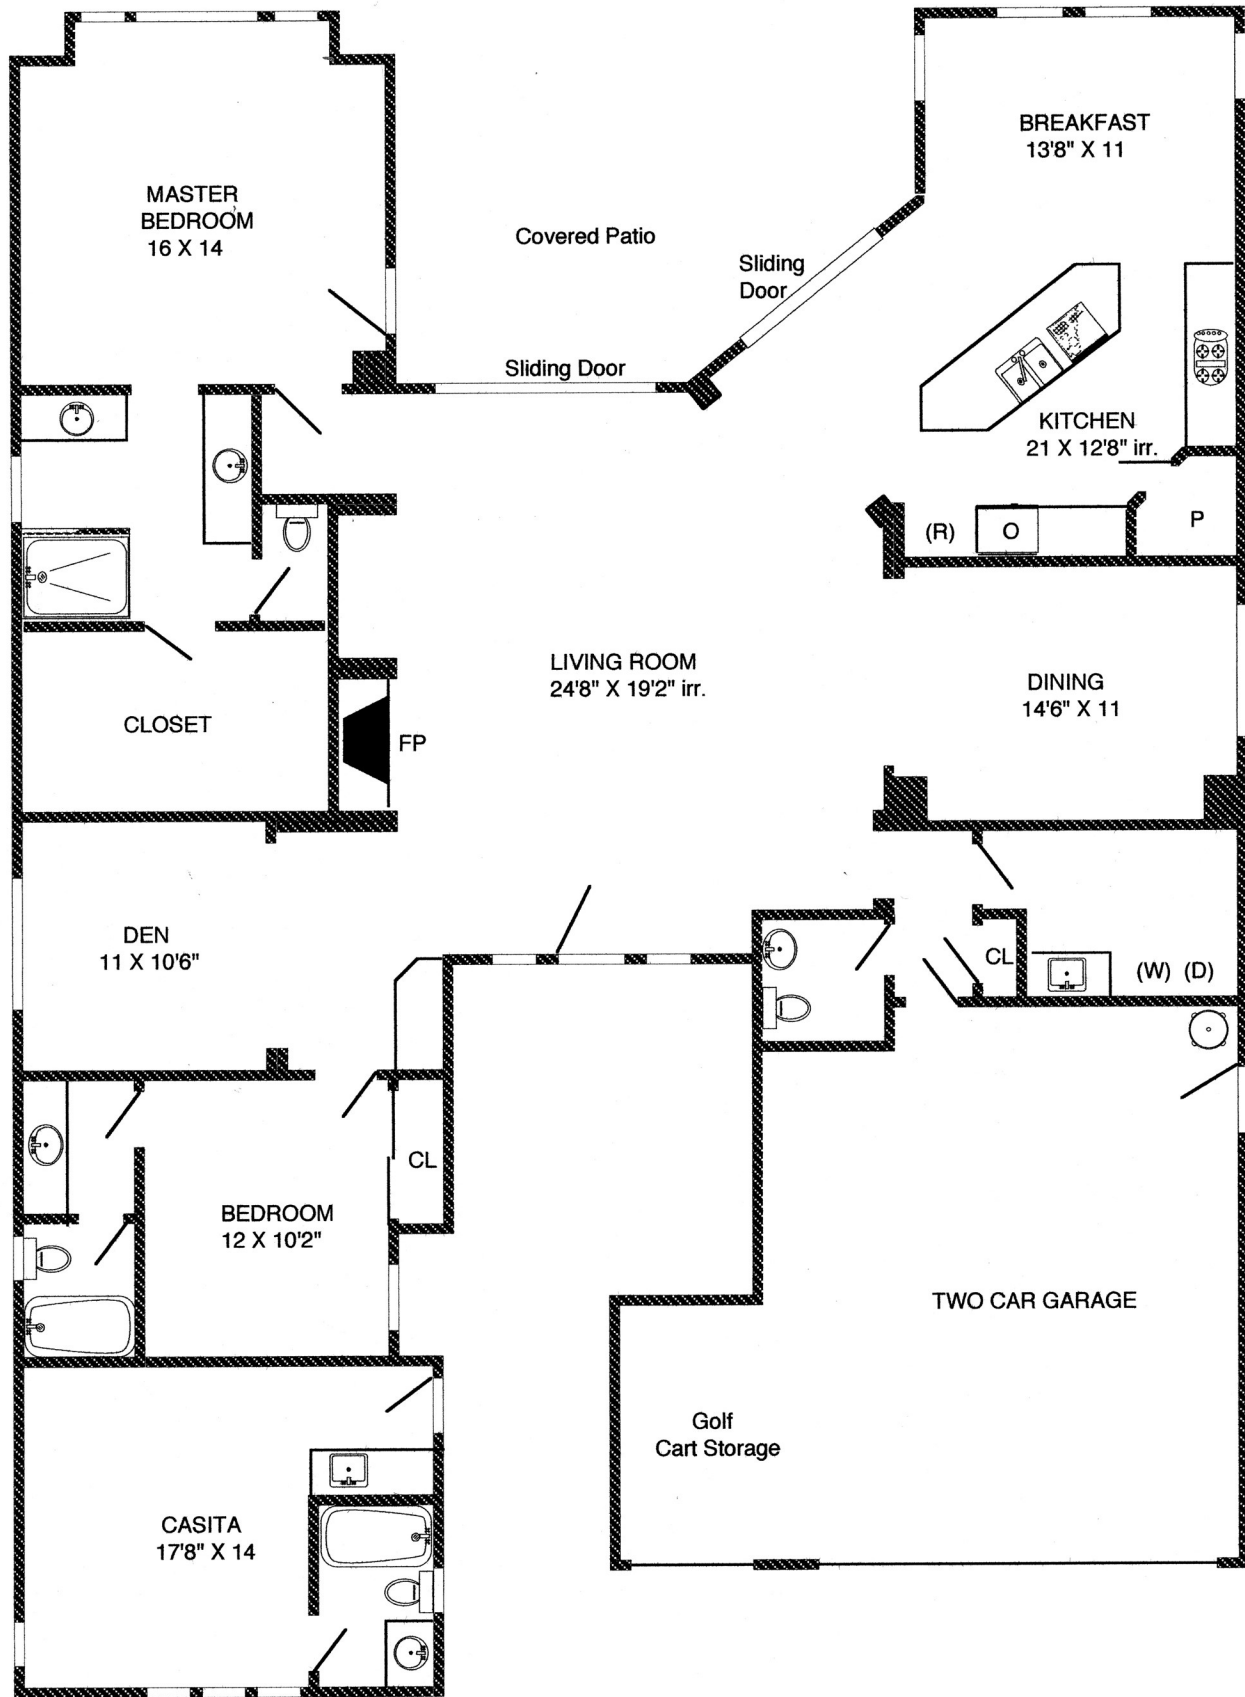 BREAKFAST
13'8" X 11
MASTER
BEDROOM
16 X 14
Covered Patio
Sliding
Door
Sliding Door
KITCHEN
21 X 12'8" irr.
(R)
O
P
LIVING ROOM
24'8" X 19'2" irr.
DINING
14'6" X 11
CLOSET
FP
DEN
11 X 10'6"
CL
(W) (D)
CL
BEDROOM
12 X 10'2"
TWO CAR GARAGE
Golf
Cart Storage
CASITA
17'8" X 14